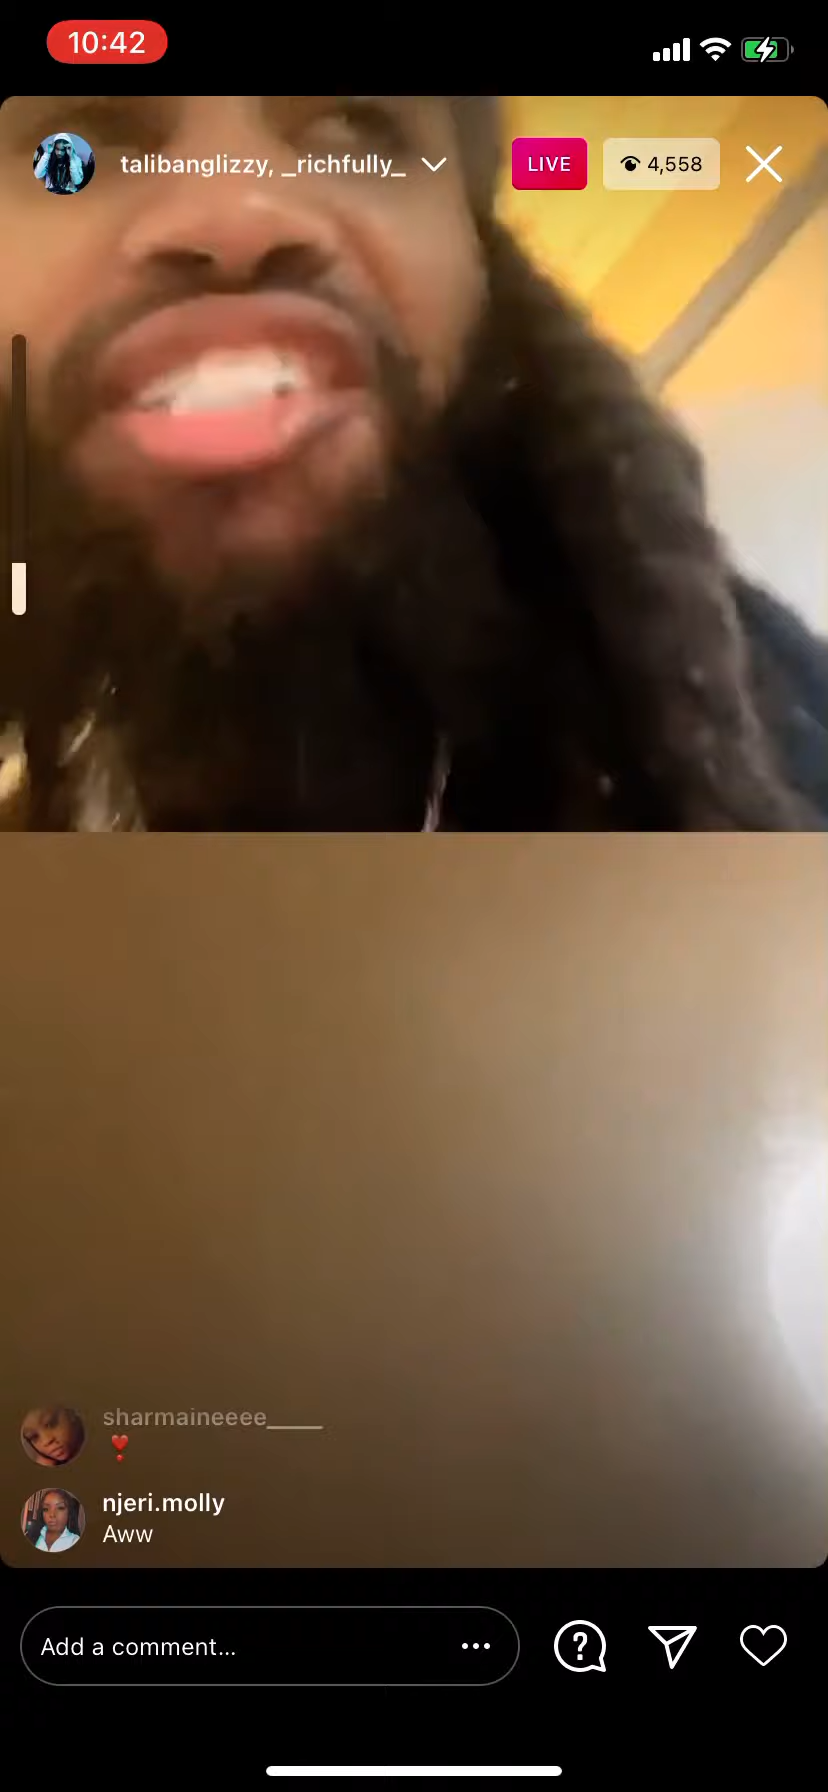 10:42
talibanglizzy, _richfully_
LIVE
4,558
sharmaineeee_____
❣️
njeri.molly
Aww
Add a comment...